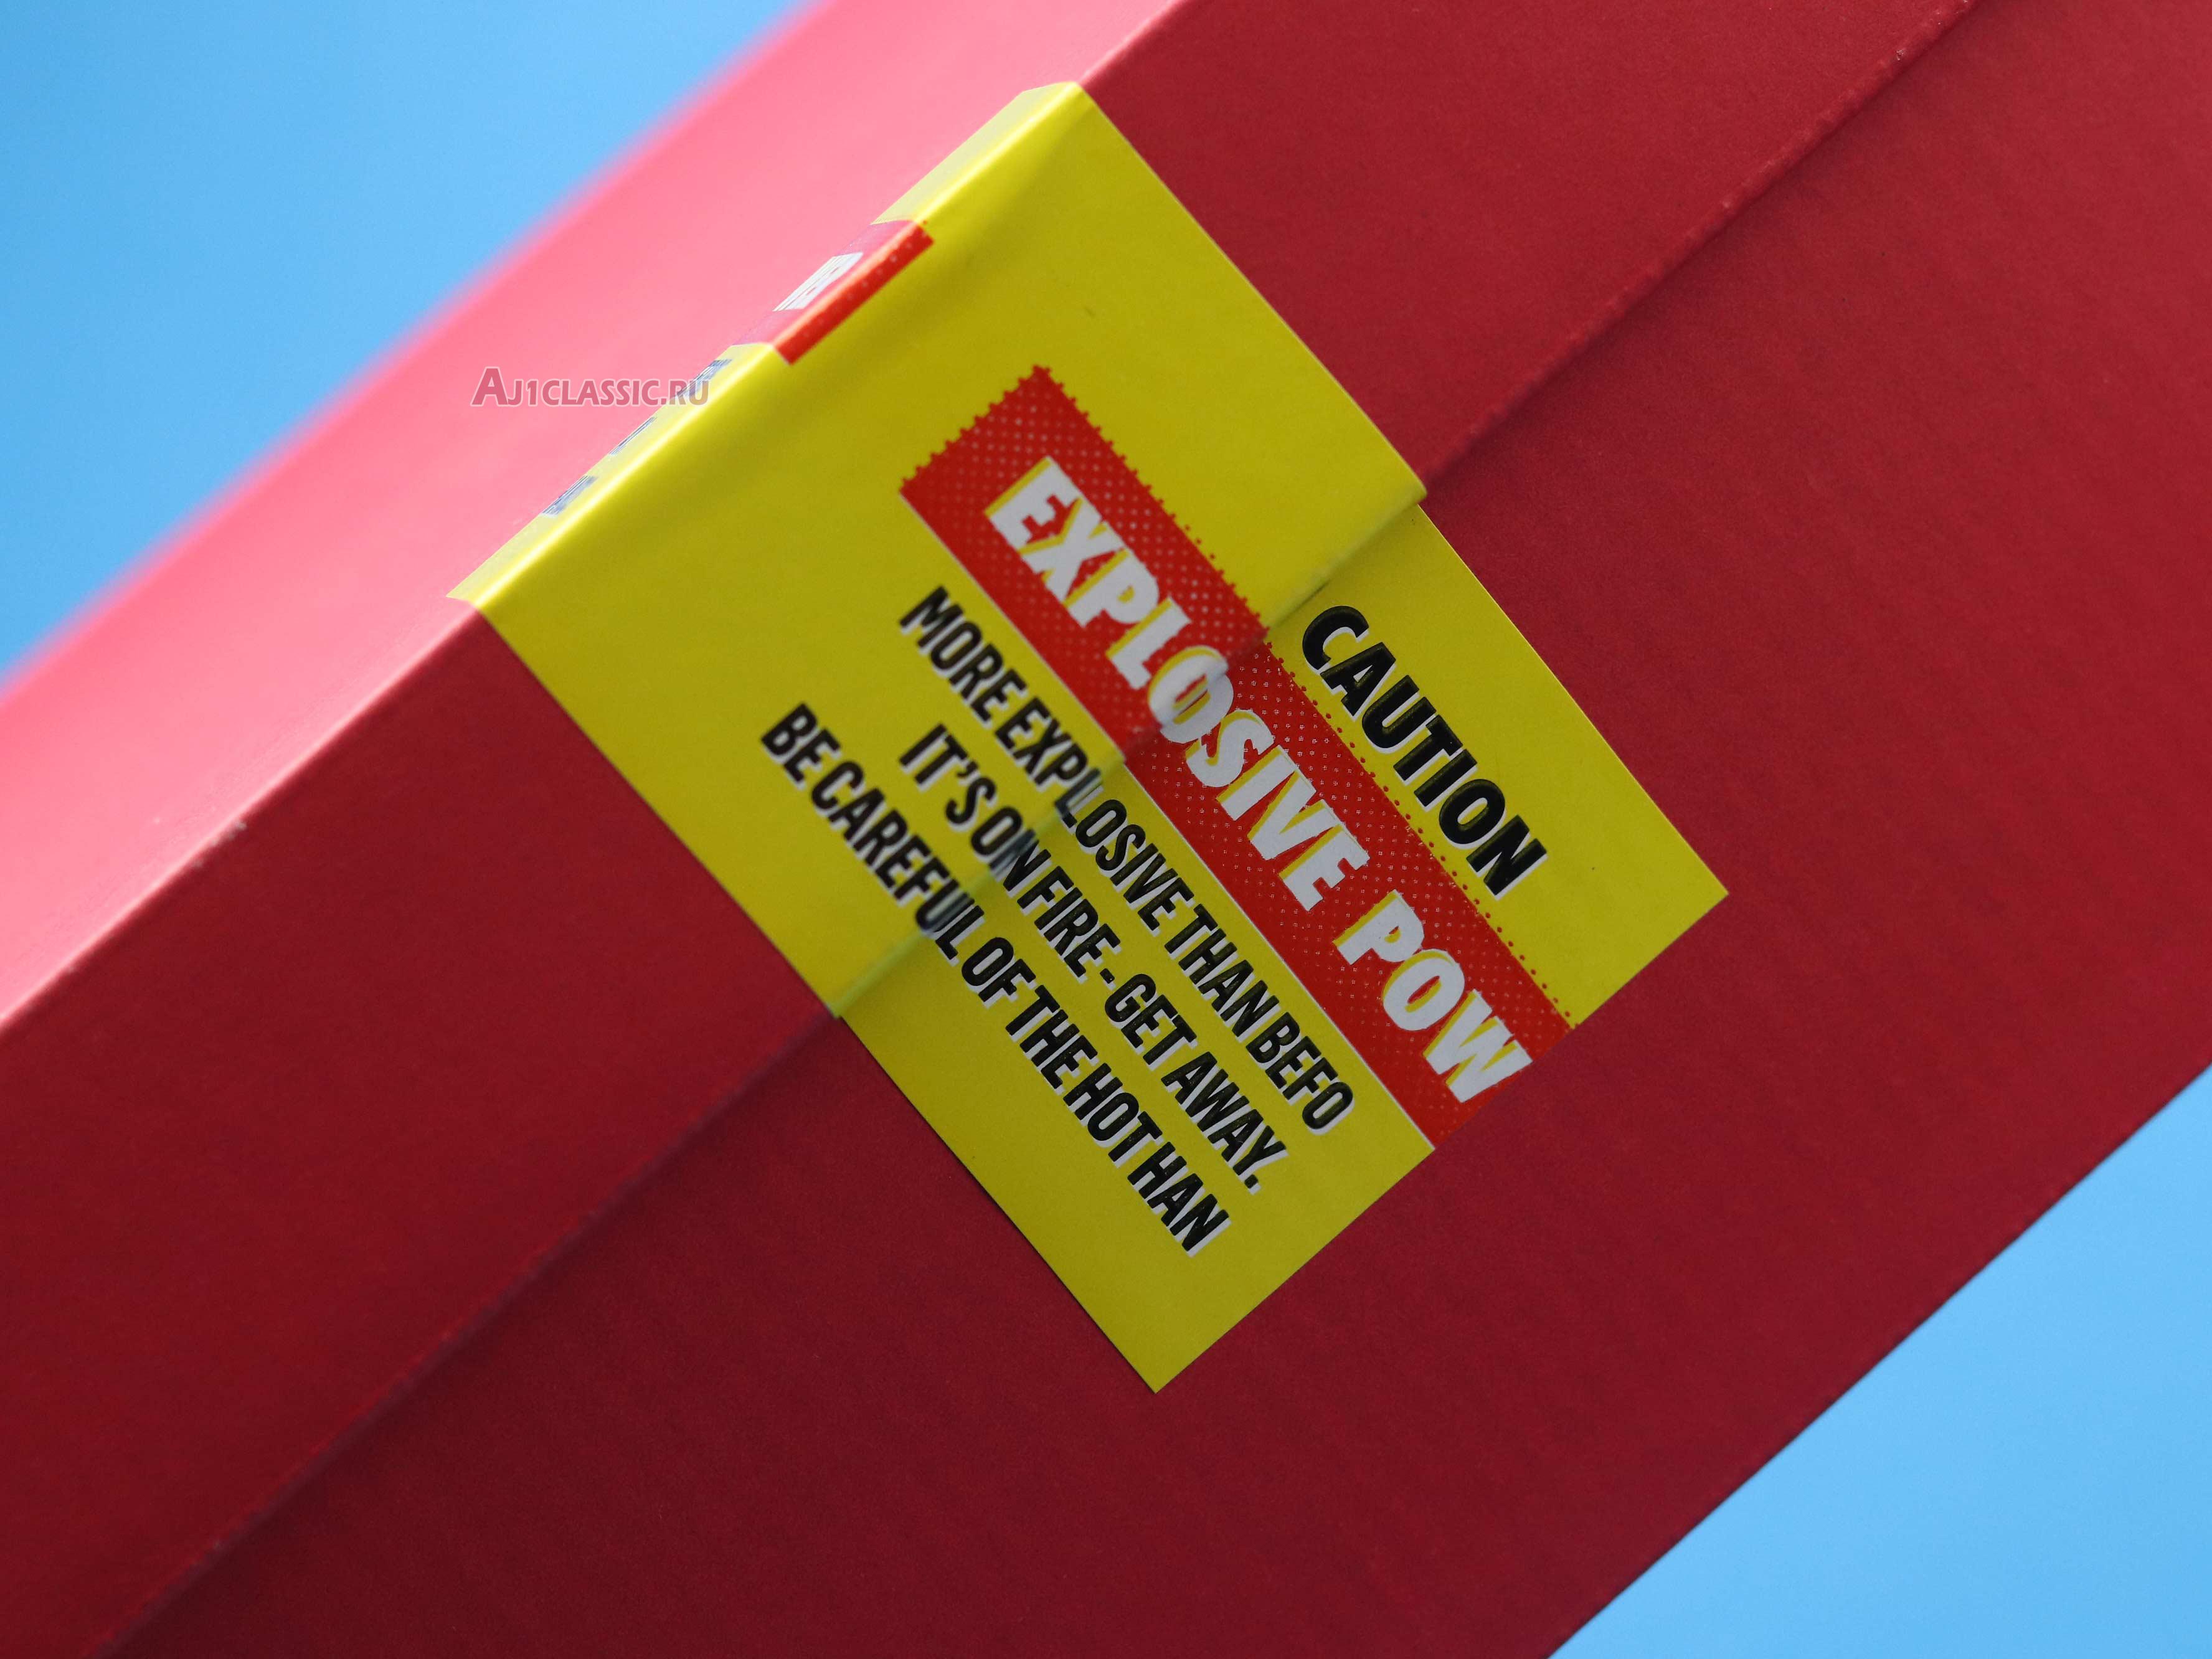 CAUTION
EXPLOSIVE POW
MORE EXPLOSIVE THAN BEFO
IT'S ON FIRE - GET AWAY.
BE CAREFUL OF THE HOT HAN
AJ1CLASSIC.RU